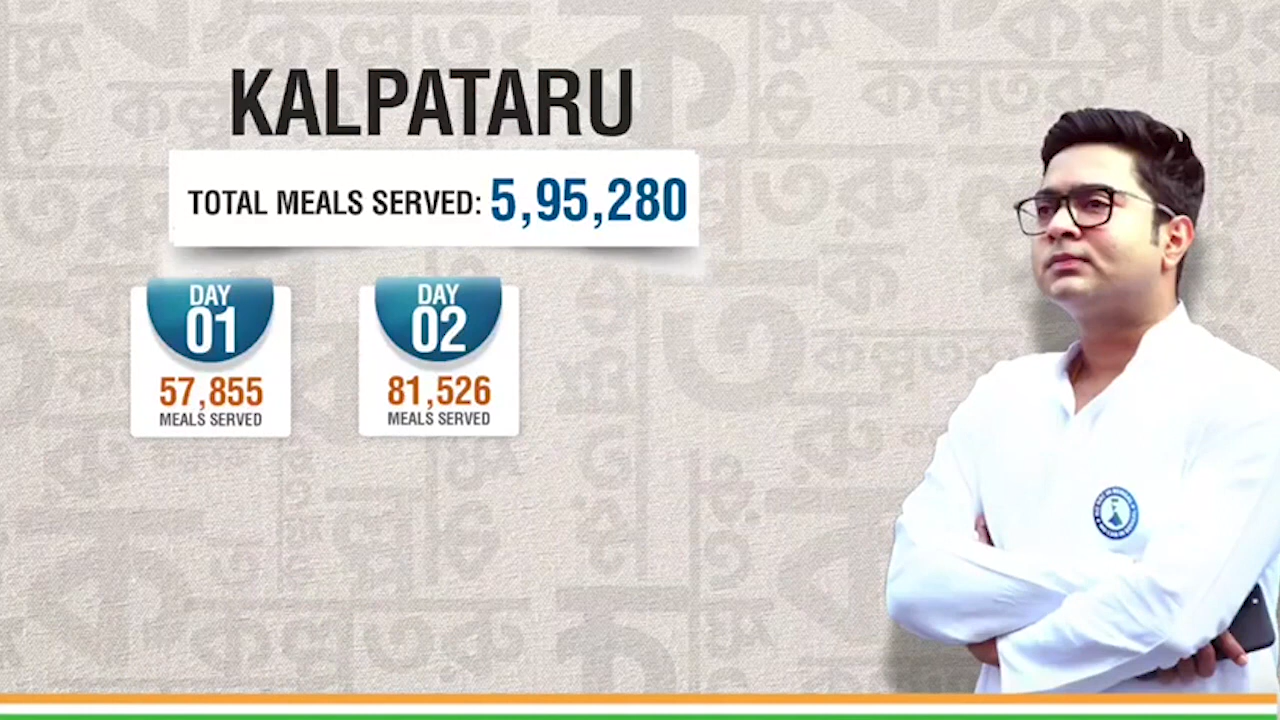 KALPATARU
TOTAL MEALS SERVED: 5,95,280
DAY
01
57,855
MEALS SERVED
DAY
02
81,526
MEALS SERVED